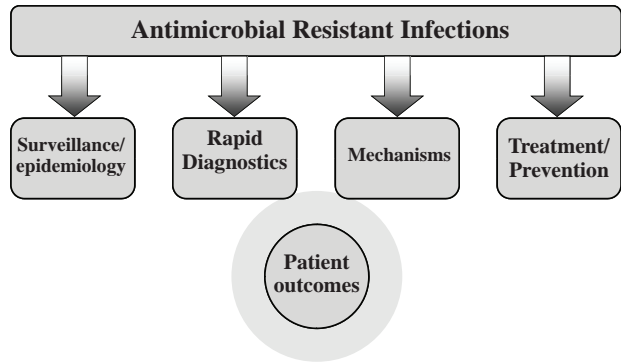 Antimicrobial Resistant Infections
Surveillance/
epidemiology
Rapid
Diagnostics
Mechanisms
Treatment/
Prevention
Patient
outcomes